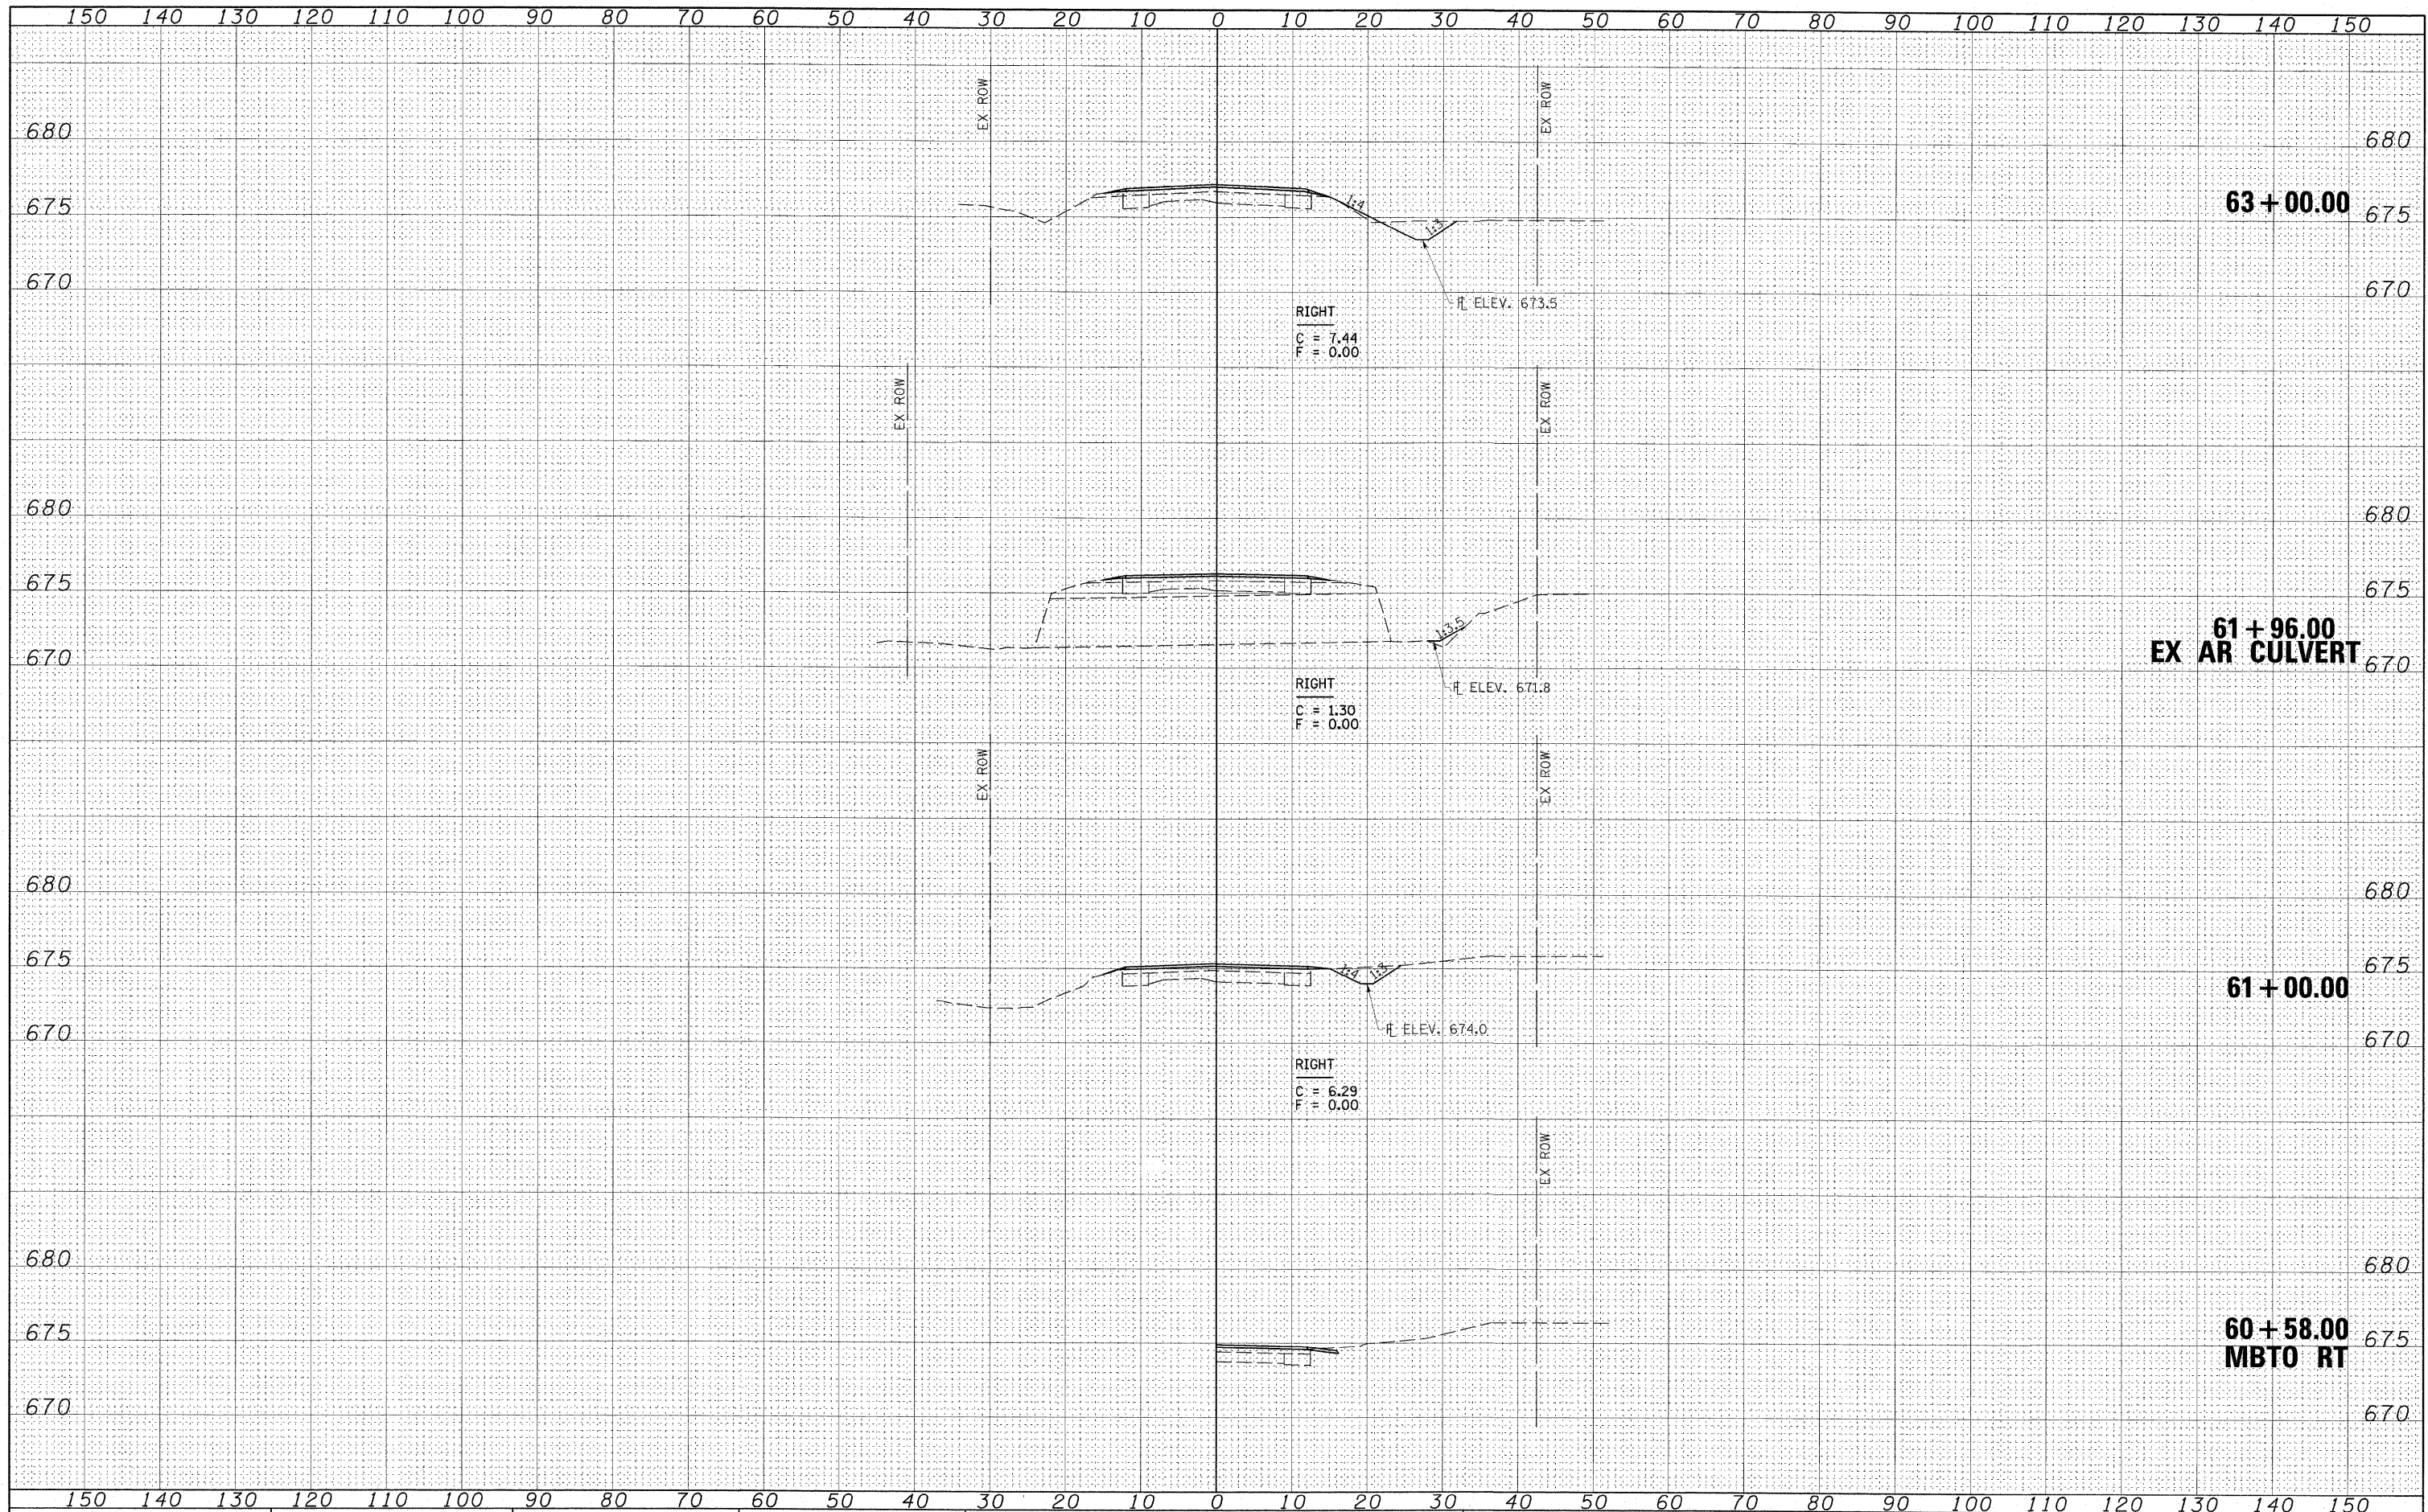 150 140 130 120 110 100 90 80 70 60 50 40 30 20 10 0 10 20 30 40 50 60 70 80 90 100 110 120 130 140 150
EX ROW
EX ROW
680 680
1:4
63+00.00
675 675
1:3
670 670
FL ELEV. 673.5
RIGHT
C = 7.44
F = 0.00
EX ROW
EX ROW
680 680
675 675
1:3.5
61+96.00
EX AR CULVERT
670 670
RIGHT
FL ELEV. 671.8
C = 1.30
F = 0.00
EX ROW
EX ROW
680 680
675 675
1:4 1:3
61+00.00
FL ELEV. 674.0
670 670
RIGHT
C = 6.29
F = 0.00
EX ROW
680 680
60+58.00
675 675
MBTO RT
670 670
150 140 130 120 110 100 90 80 70 60 50 40 30 20 10 0 10 20 30 40 50 60 70 80 90 100 110 120 130 140 150